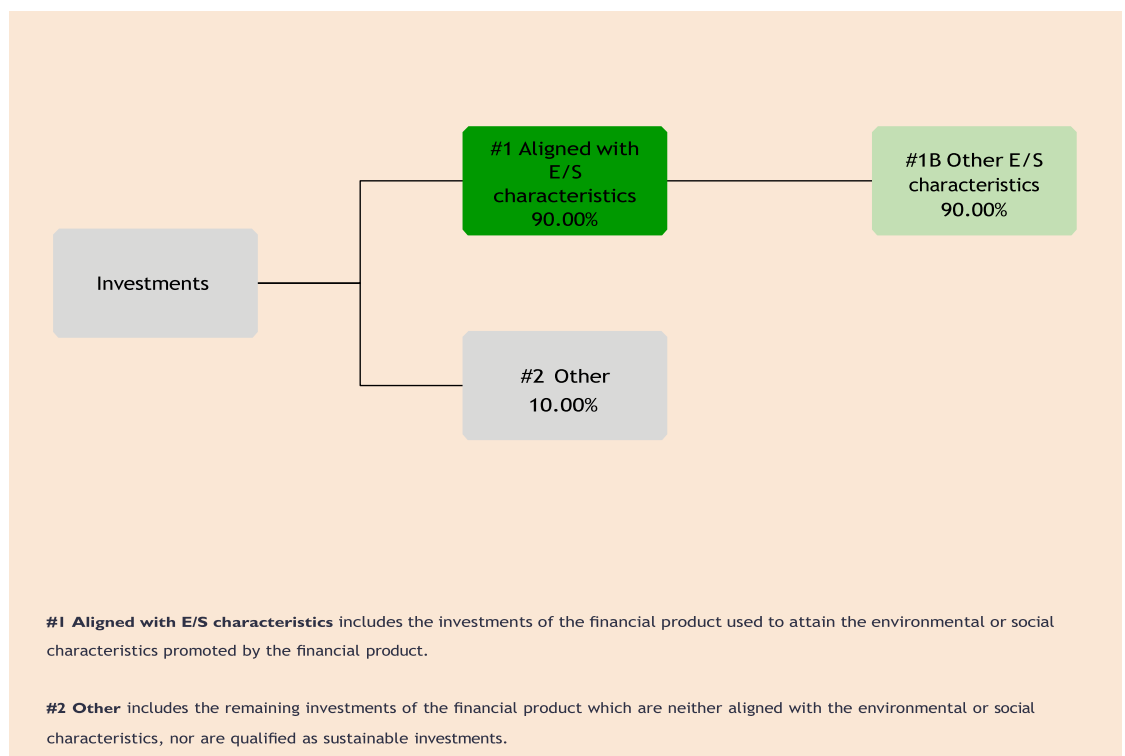 #1 Aligned with
E/S
characteristics
90.00%
#1B Other E/S
characteristics
90.00%
Investments
#2 Other
10.00%
#1 Aligned with E/S characteristics includes the investments of the financial product used to attain the environmental or social
characteristics promoted by the financial product.
#2 Other includes the remaining investments of the financial product which are neither aligned with the environmental or social
characteristics, nor are qualified as sustainable investments.